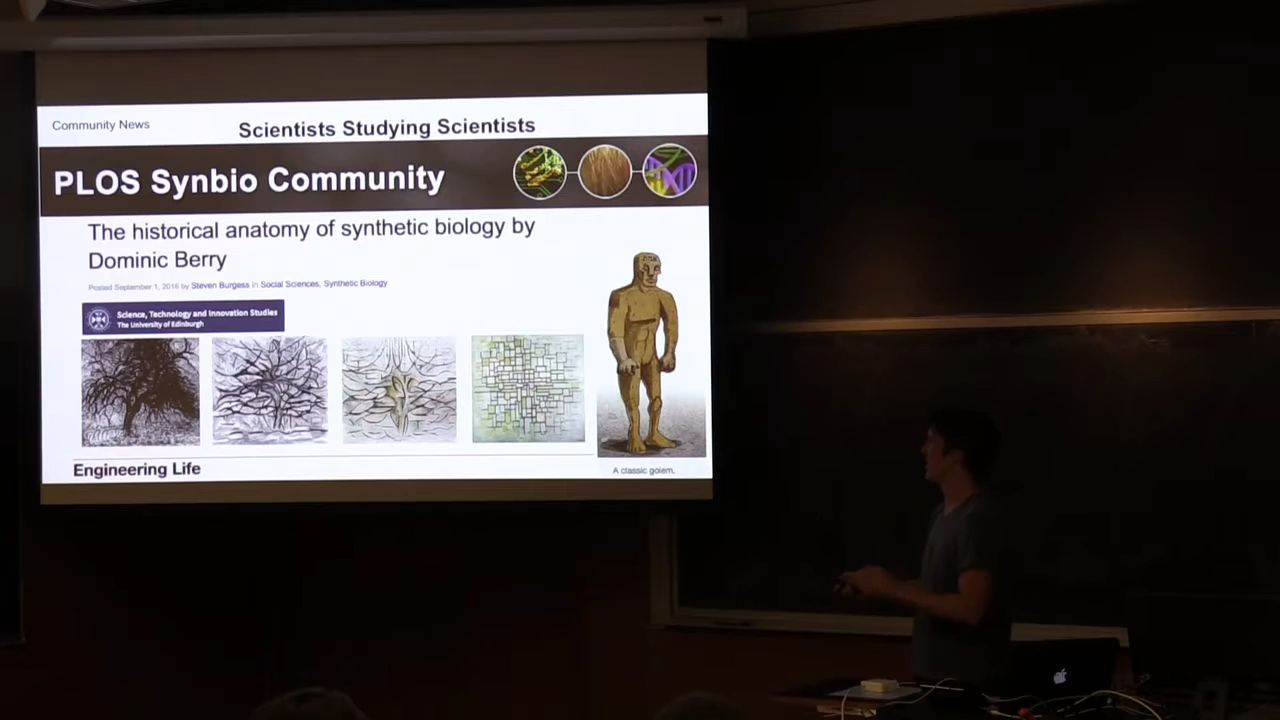 Community News
Scientists Studying Scientists
PLOS Synbio Community
The historical anatomy of synthetic biology by
Dominic Berry
Posted September 1, 2016 by Steven Burgess in Social Sciences, Synthetic Biology
Science, Technology and Innovation Studies
The University of Edinburgh
Engineering Life
A classic golem.